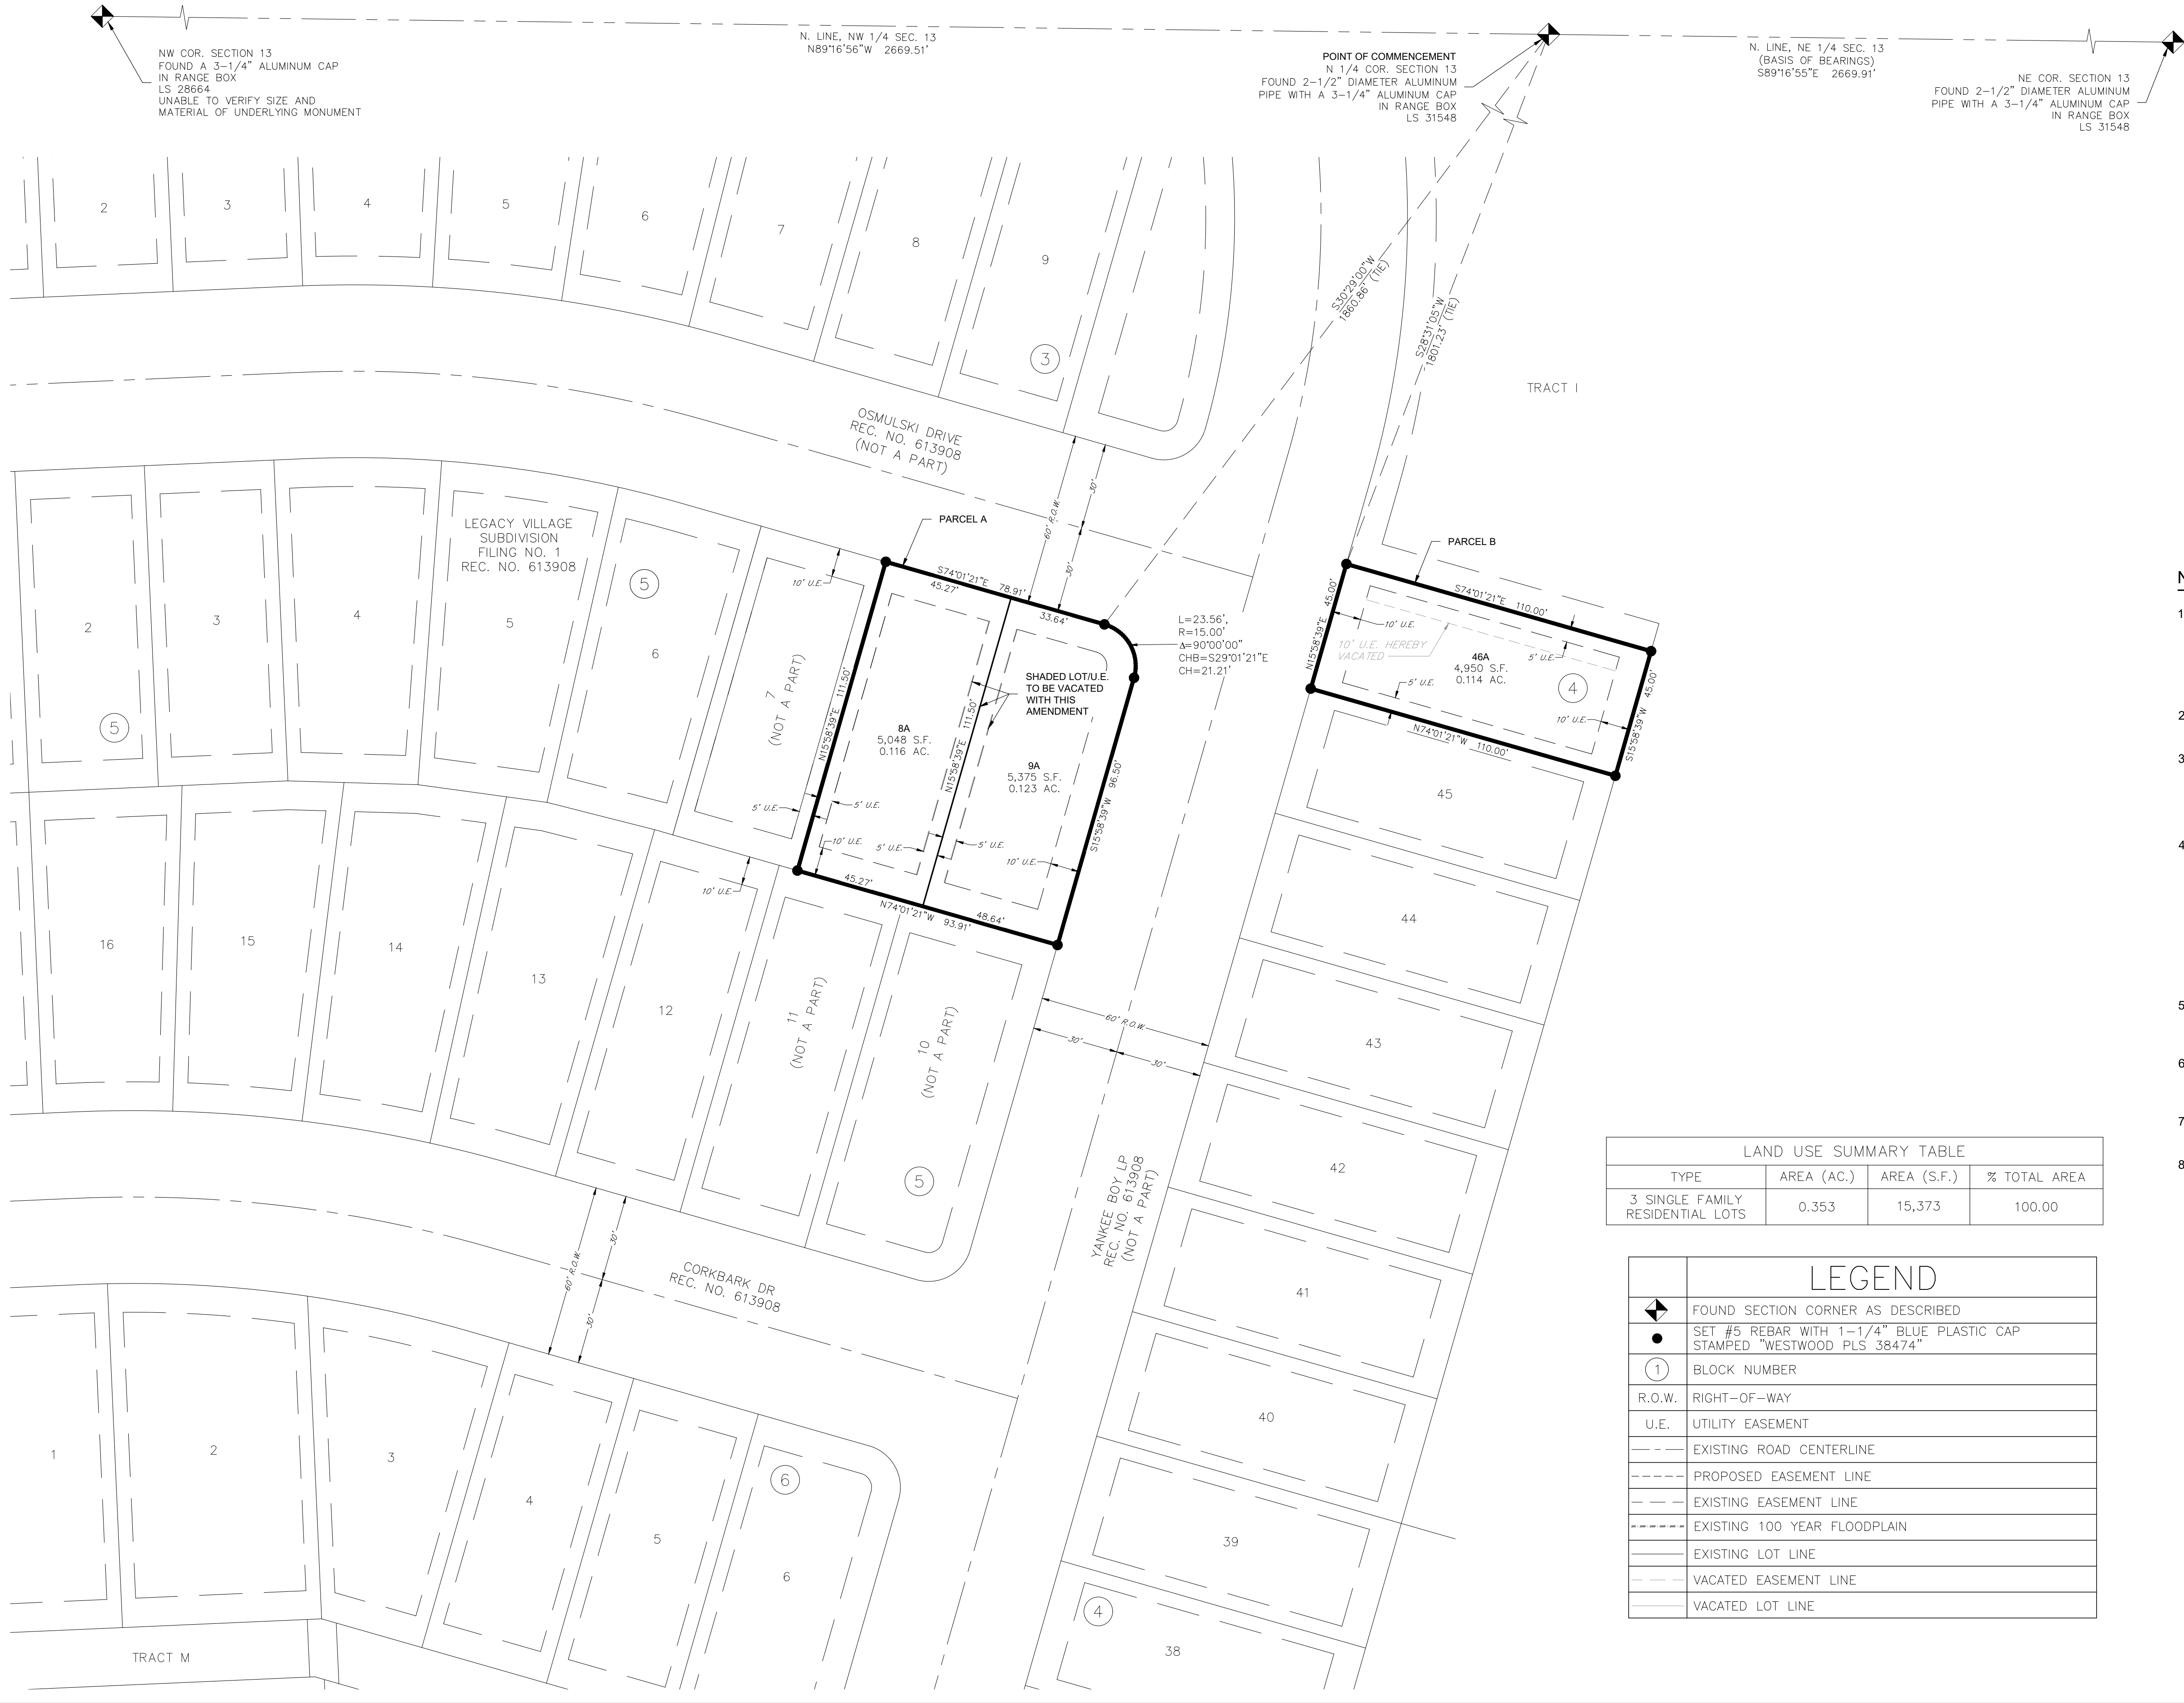 NW COR. SECTION 13
FOUND A 3-1/4" ALUMINUM CAP
IN RANGE BOX
LS 28664
UNABLE TO VERIFY SIZE AND
MATERIAL OF UNDERLYING MONUMENT
N. LINE, NW 1/4 SEC. 13
N89°16'56"W 2669.51'
POINT OF COMMENCEMENT
N 1/4 COR. SECTION 13
FOUND 2-1/2" DIAMETER ALUMINUM
PIPE WITH A 3-1/4" ALUMINUM CAP
IN RANGE BOX
LS 31548
N. LINE, NE 1/4 SEC. 13
(BASIS OF BEARINGS)
S89°16'55"E 2669.91'
NE COR. SECTION 13
FOUND 2-1/2" DIAMETER ALUMINUM
PIPE WITH A 3-1/4" ALUMINUM CAP
IN RANGE BOX
LS 31548
2
3
4
5
6
7
8
9
3
S30°29'00"W
1860.86' (TIE)
S28°31'05"W
1801.23' (TIE)
TRACT I
OSMULSKI DRIVE
REC. NO. 613908
(NOT A PART)
60' R.O.W.
30'
30'
LEGACY VILLAGE
SUBDIVISION
FILING NO. 1
REC. NO. 613908
2
3
4
5
6
5
5
7
(NOT A PART)
10' U.E.
5' U.E.
PARCEL A
S74°01'21"E 78.91'
45.27'
33.64'
L=23.56',
R=15.00'
Δ=90°00'00"
CHB=S29°01'21"E
CH=21.21'
SHADED LOT/U.E.
TO BE VACATED
WITH THIS
AMENDMENT
N15°58'39"E 111.50'
8A
5,048 S.F.
0.116 AC.
N15°58'39"E 111.50'
9A
5,375 S.F.
0.123 AC.
S15°58'39"W 96.50'
5' U.E.
10' U.E.
5' U.E.
5' U.E.
10' U.E.
45.27'
N74°01'21"W 93.91'
48.64'
10' U.E.
PARCEL B
S74°01'21"E 110.00'
N15°58'39"E 45.00'
10' U.E.
10' U.E. HEREBY
VACATED
46A
4,950 S.F.
0.114 AC.
5' U.E.
4
5' U.E.
10' U.E.
S15°58'39"W 45.00'
N74°01'21"W 110.00'
16
15
14
13
12
11
(NOT A PART)
10
(NOT A PART)
5
60' R.O.W.
30'
30'
45
44
43
42
41
40
39
4
38
YANKEE BOY LP
REC. NO. 613908
(NOT A PART)
CORKBARK DR
REC. NO. 613908
60' R.O.W.
30'
30'
1
2
3
4
5
6
6
TRACT M
N
1
2
3
4
5
6
7
8
LAND USE SUMMARY TABLE
TYPE AREA (AC.) AREA (S.F.) % TOTAL AREA
3 SINGLE FAMILY
RESIDENTIAL LOTS 0.353 15,373 100.00
LEGEND
FOUND SECTION CORNER AS DESCRIBED
SET #5 REBAR WITH 1-1/4" BLUE PLASTIC CAP
STAMPED "WESTWOOD PLS 38474"
1 BLOCK NUMBER
R.O.W. RIGHT-OF-WAY
U.E. UTILITY EASEMENT
EXISTING ROAD CENTERLINE
PROPOSED EASEMENT LINE
EXISTING EASEMENT LINE
EXISTING 100 YEAR FLOODPLAIN
EXISTING LOT LINE
VACATED EASEMENT LINE
VACATED LOT LINE